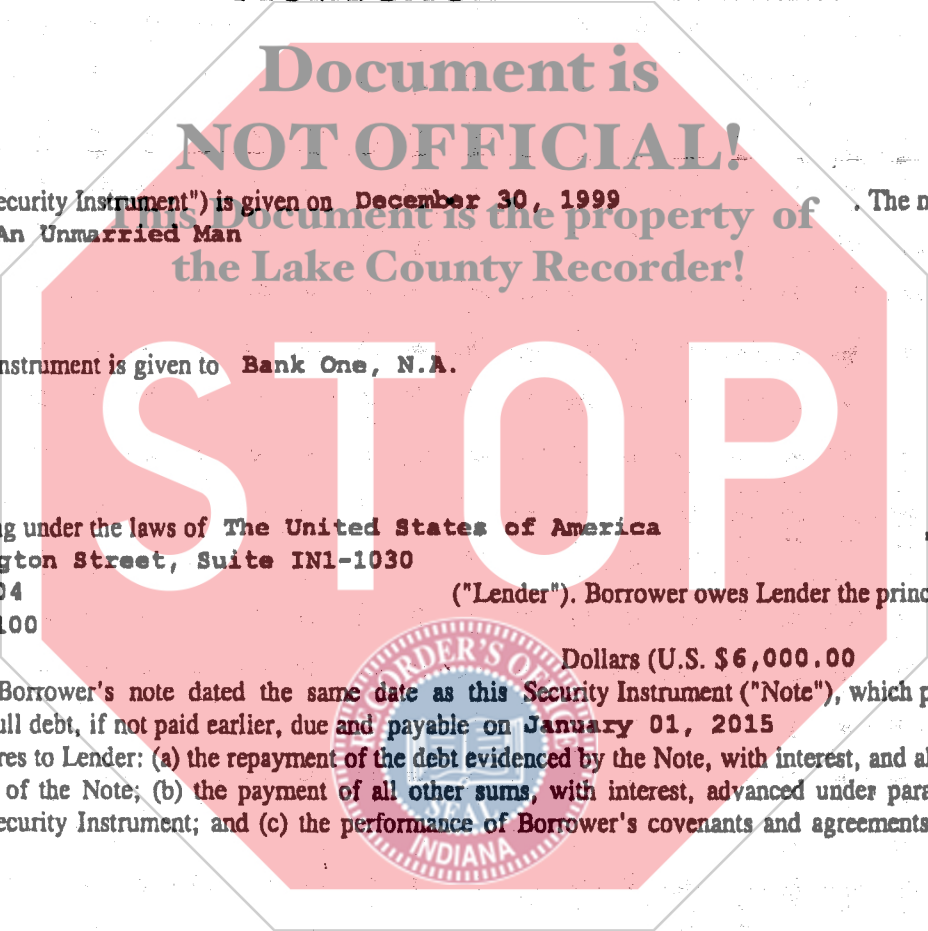 Document is
NOT OFFICIAL!
ecurity Instrument") is given on December 30, 1999 . The
This Document is the property of
An Unmarried Man
the Lake County Recorder!
nstrument is given to Bank One, N.A.
STOP
under the laws of The United States of America
gton Street, Suite IN1-1030
04 ("Lender"). Borrower owes Lender the princ
100
Dollars (U.S. $6,000.00
Borrower's note dated the same date as this Security Instrument ("Note"), which p
ull debt, if not paid earlier, due and payable on January 01, 2015
res to Lender: (a) the repayment of the debt evidenced by the Note, with interest, and al
of the Note; (b) the payment of all other sums, with interest, advanced under para
ecurity Instrument; and (c) the performance of Borrower's covenants and agreements
RECORDER'S OFFICE
SEAL
INDIANA